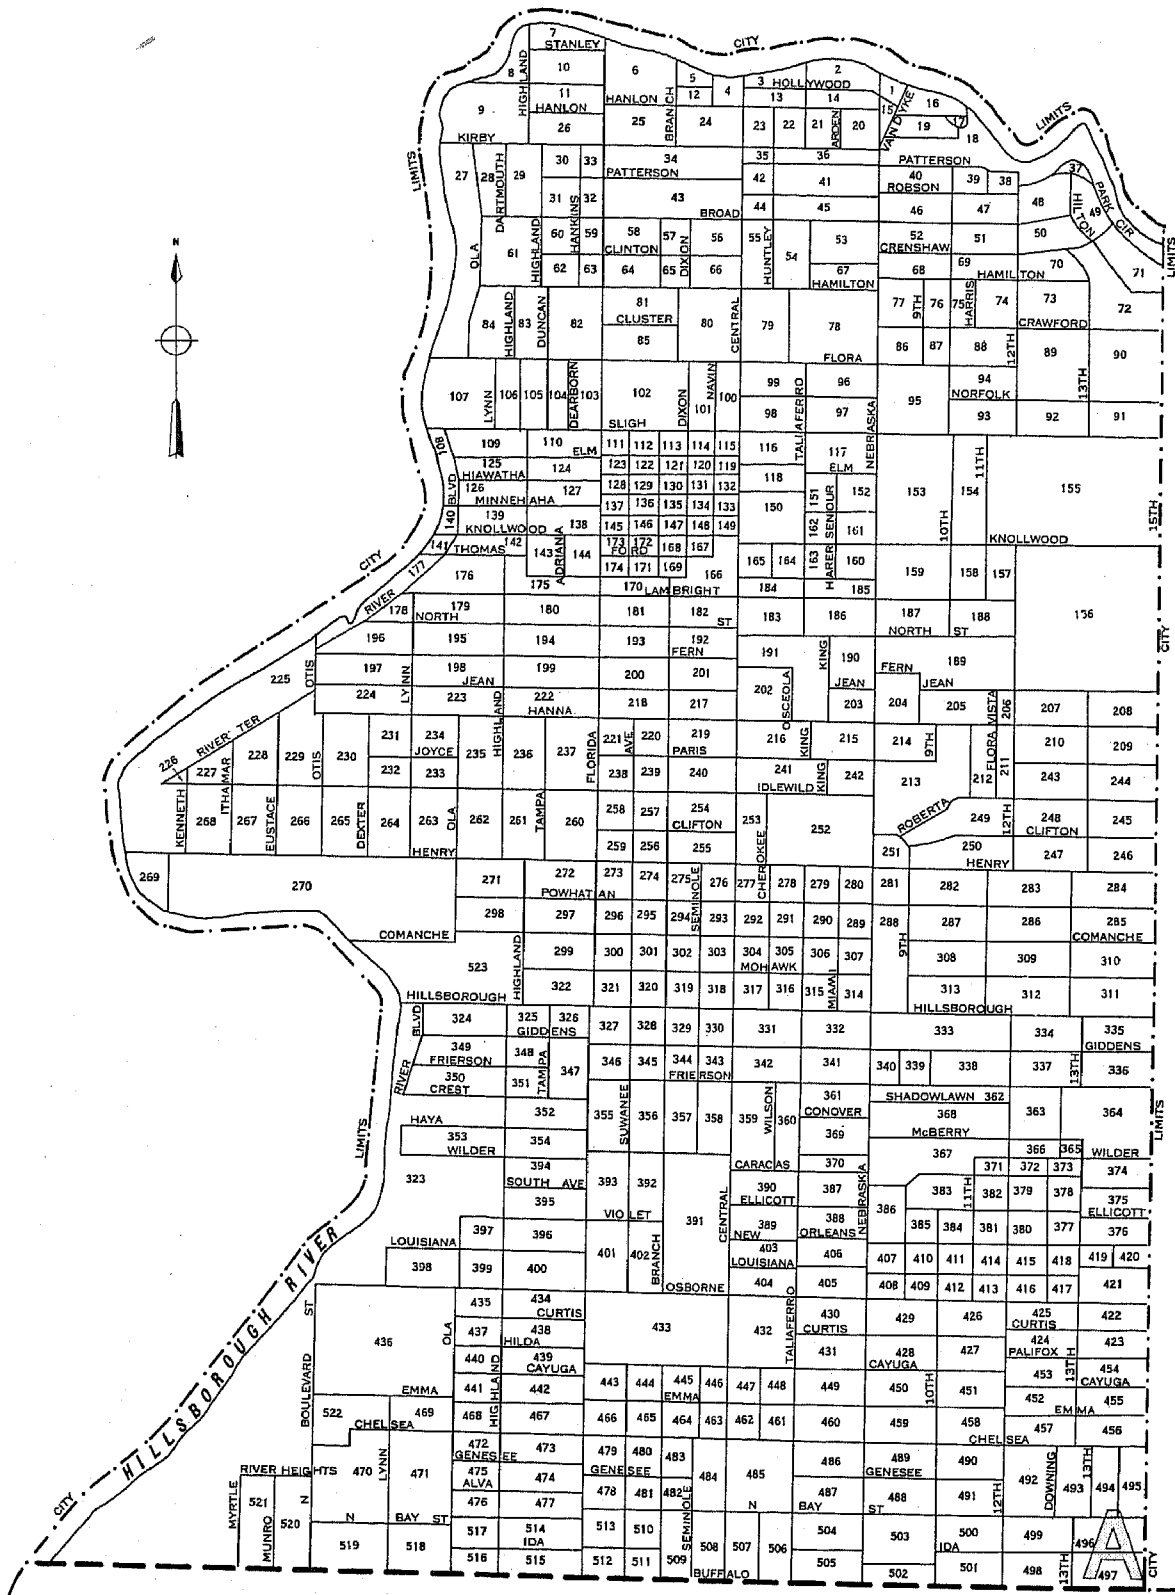 7
STANLEY
CITY
8
HIGHLAND
10
6
5
3 HOLLYWOOD
2
11
HANLON
HANLON
12
4
13
14
1
15
16
9
26
25
BRANCH
24
23
22
21
ARDEN
20
VAN DYKE
19
17
18
LIMITS
KIRBY
LIMITS
27
28
DARTMOUTH
29
30
33
34
PATTERSON
35
36
PATTERSON
37
PARK CIR
31
HANKINS
32
43
BROAD
42
41
40
ROBSON
39
38
44
45
46
47
48
HILTON
49
N
OLA
61
HIGHLAND
60
59
58
CLINTON
57
DIXON
56
55
HUNTLEY
54
53
52
CRENSHAW
51
50
LIMITS
62
63
64
65
66
67
HAMILTON
68
69
HAMILTON
70
71
84
HIGHLAND
83
DUNCAN
82
81
CLUSTER
85
80
CENTRAL
79
78
FLORA
77
9TH
76
75
HARRIS
74
73
CRAWFORD
72
86
87
88
12TH
89
13TH
90
107
LYNN
106
105
104
DEARBORN
103
102
SLIGH
DIXON
101
NAVIN
100
99
98
TALIAFERRO
96
97
NEBRASKA
95
94
NORFOLK
93
92
91
108
109
110
ELM
111
112
113
114
115
116
117
ELM
11TH
125
HIAWATHA
124
123
122
121
120
119
118
BLVD
126
MINNEHAHA
127
128
129
130
131
132
151
152
153
154
155
15TH
140
139
KNOLLWOOD
138
137
136
135
134
133
150
SENIOUR
10TH
145
146
147
148
149
162
161
KNOLLWOOD
CITY
141
THOMAS
142
143
ADRIANA
144
173
172
FORD
168
167
174
171
169
166
165
164
163
HARER
160
159
158
157
RIVER
177
176
175
170
LAMBRIGHT
184
185
156
178
179
NORTH
180
181
182
ST
183
186
187
NORTH
188
ST
196
195
194
193
192
FERN
191
KING
190
FERN
189
CITY
225
OTIS
197
LYNN
198
JEAN
199
200
201
202
OSCEOLA
JEAN
JEAN
224
223
222
HANNA
218
217
203
204
205
FLORA VISTA
206
207
208
226
RIVER TER
227
ITHAMAR
228
229
OTIS
230
231
234
JOYCE
235
HIGHLAND
236
237
FLORIDA
221
AVE
220
219
PARIS
216
KING
215
214
9TH
210
209
232
233
238
239
240
241
IDLEWILD
KING
242
213
212
211
243
244
KENNETH
268
267
EUSTACE
266
265
DEXTER
264
263
OLA
262
261
TAMPA
260
258
257
254
CLIFTON
253
CHEROKEE
252
ROBERTA
249
12TH
248
CLIFTON
245
HENRY
259
256
255
251
250
HENRY
247
246
269
270
271
272
POWHATAN
273
274
275
SEMINOLE
276
277
278
279
280
281
282
283
284
298
297
296
295
294
293
292
291
290
289
288
287
286
285
COMANCHE
COMANCHE
523
HIGHLAND
299
300
301
302
303
304
305
MOHAWK
306
307
9TH
308
309
310
HILLSBOROUGH
322
321
320
319
318
317
316
315
MIAMI
314
313
312
311
HILLSBOROUGH
BLVD
324
325
326
GIDDENS
327
328
329
330
331
332
333
334
335
GIDDENS
RIVER
349
FRIERSON
348
TAMPA
347
346
345
344
343
FRIERSON
342
341
340
339
338
337
13TH
336
350
CREST
351
LIMITS
HAYA
352
355
SUWANEE
356
357
358
359
WILSON
360
361
CONOVER
SHADOWLAWN
362
368
McBERRY
363
364
LIMITS
353
WILDER
354
369
367
366
365
WILDER
323
394
SOUTH AVE
393
392
CARACAS
370
371
372
373
374
395
VIOLET
391
CENTRAL
390
ELLICOTT
387
NEBRASKA
386
383
11TH
382
379
378
375
ELLICOTT
397
396
389
NEW
388
ORLEANS
385
384
381
380
377
376
LOUISIANA
398
399
400
401
402
BRANCH
403
LOUISIANA
406
407
410
411
414
415
418
419
420
OSBORNE
404
405
408
409
412
413
416
417
421
HILLSBOROUGH RIVER
ST
BOULEVARD
N
436
OLA
435
434
CURTIS
433
432
TALIAFERRO
430
CURTIS
429
426
425
CURTIS
422
437
438
HILDA
431
428
CAYUGA
427
424
PALIFOX
423
440
439
CAYUGA
13TH
453
454
CAYUGA
EMMA
441
HIGHLAND
442
443
444
445
EMMA
446
447
448
449
450
10TH
451
452
EMMA
455
522
CHELSEA
469
468
467
466
465
464
463
462
461
460
459
458
CHELSEA
457
456
472
GENESEE
473
479
480
GENESEE
483
484
485
486
489
GENESEE
490
492
DOWNING
13TH
RIVER HEIGHTS
470
LYNN
471
475
ALVA
474
478
481
482
SEMINOLE
487
488
491
12TH
493
494
495
CITY
MYRTLE
521
MUNRO
520
N
BAY
ST
476
477
N
BAY
ST
519
518
517
514
IDA
513
510
504
503
500
IDA
499
496
A
516
515
512
511
509
508
507
506
BUFFALO
505
502
501
498
13TH
497
CITY